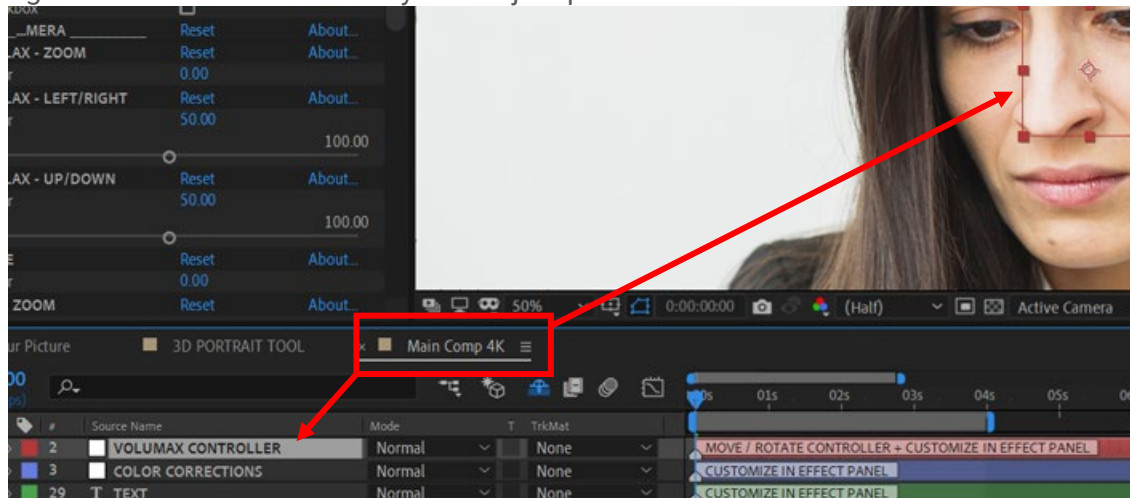 __MERA __________ Reset About...
AX - ZOOM Reset About...
0.00
AX - LEFT/RIGHT Reset About...
50.00
100.00
AX - UP/DOWN Reset About...
50.00
100.00
E Reset About...
0.00
ZOOM Reset About...
50% 0:00:00:00 (Half) Active Camera
ur Picture 3D PORTRAIT TOOL × Main Comp 4K
00
01s 02s 03s 04s 05s
# Source Name Mode T TrkMat
2 VOLUMAX CONTROLLER Normal None MOVE / ROTATE CONTROLLER + CUSTOMIZE IN EFFECT PANEL
3 COLOR CORRECTIONS Normal None CUSTOMIZE IN EFFECT PANEL
29 T TEXT Normal None CUSTOMIZE IN EFFECT PANEL